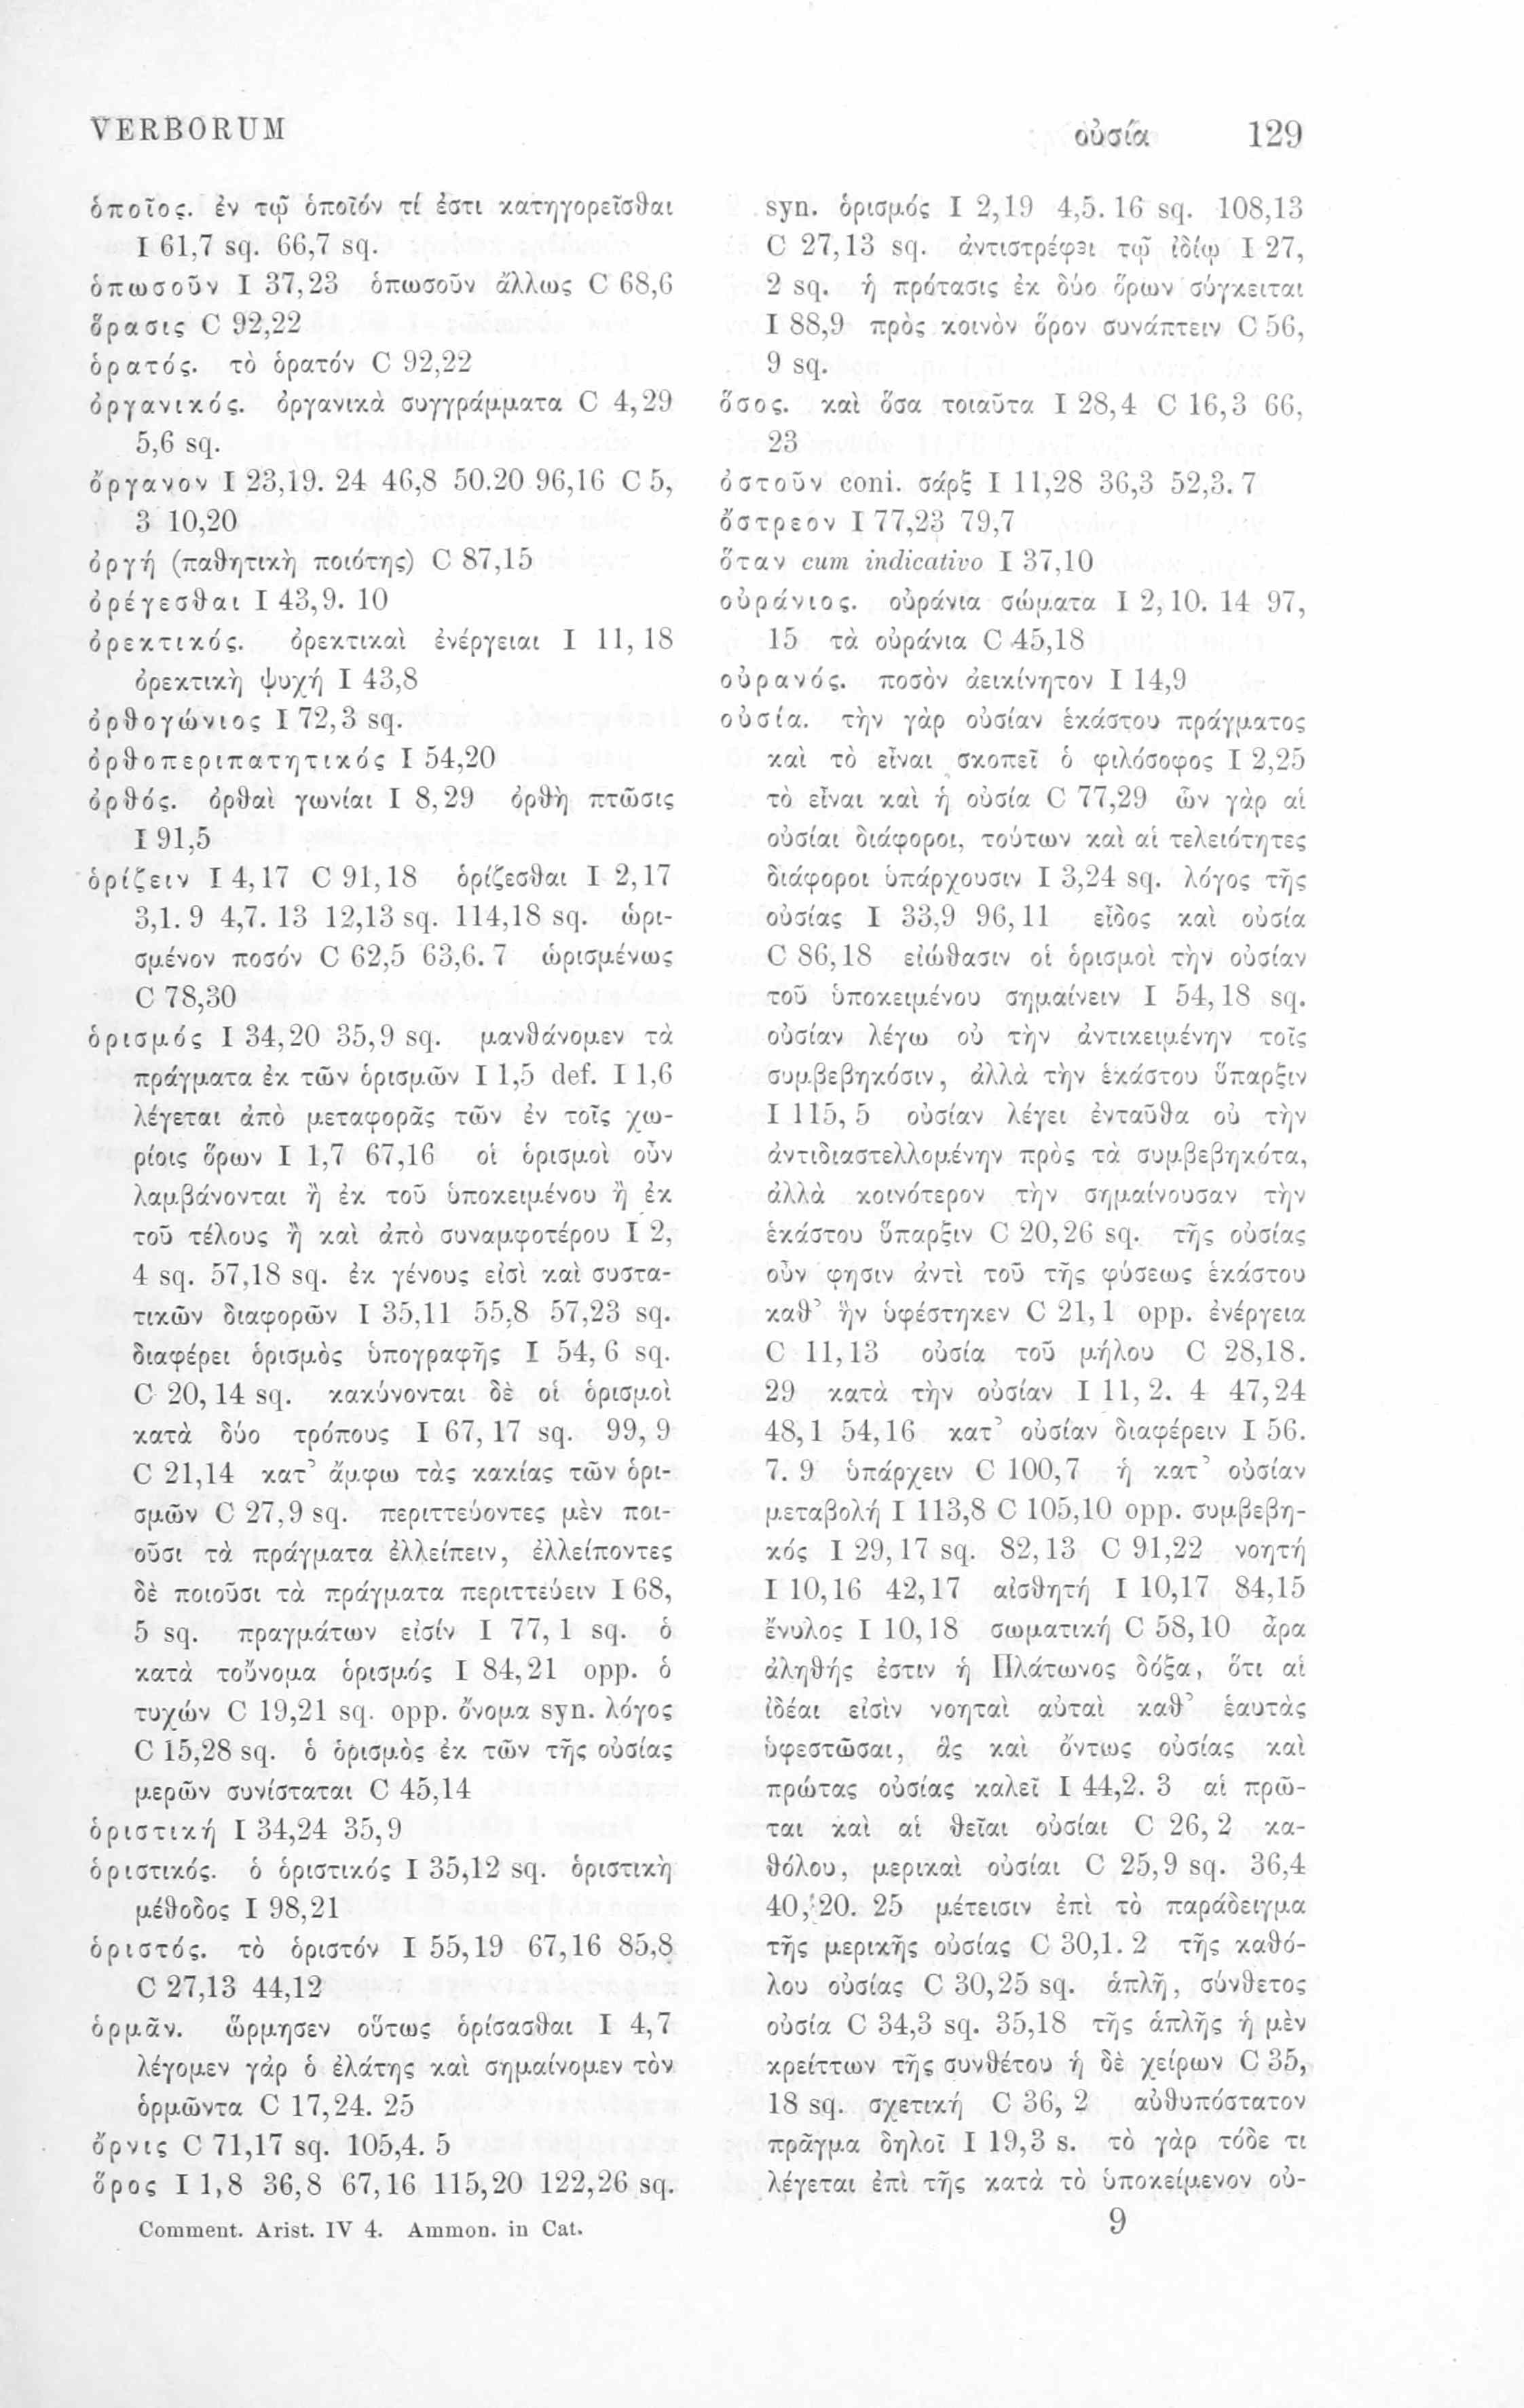 VERBORUM οὐσία 129
ὁποῖος. ἐν τῷ ὁποῖόν τί ἐστι κατηγορεῖσθαι
I 61,7 sq. 66,7 sq.
ὁπωσοῦν I 37,23 ὁπωσοῦν ἄλλως C 68,6
ὅρασις C 92,22
ὁρατός. τὸ ὁρατόν C 92,22
ὀργανικός. ὀργανικὰ συγγράμματα C 4,29
5,6 sq.
ὄργανον I 23,19. 24 46,8 50.20 96,16 C 5,
3 10,20
ὀργή (παθητικὴ ποιότης) C 87,15
ὀρέγεσθαι I 43,9. 10
ὀρεκτικός. ὀρεκτικαὶ ἐνέργειαι I 11,18
ὀρεκτικὴ ψυχή I 43,8
ὀρθογώνιος I 72,3 sq.
ὀρθοπεριπατητικός I 54,20
ὀρθός. ὀρθαὶ γωνίαι I 8,29 ὀρθὴ πτῶσις
I 91,5
ὁρίζειν I 4,17 C 91,18 ὁρίζεσθαι I 2,17
3,1. 9 4,7. 13 12,13 sq. 114,18 sq. ὡρι-
σμένον ποσόν C 62,5 63,6. 7 ὡρισμένως
C 78,30
ὁρισμός I 34,20 35,9 sq. μανθάνομεν τὰ
πράγματα ἐκ τῶν ὁρισμῶν I 1,5 def. I 1,6
λέγεται ἀπὸ μεταφορᾶς τῶν ἐν τοῖς χω-
ρίοις ὅρων I 1,7 67,16 οἱ ὁρισμοὶ οὖν
λαμβάνονται ἢ ἐκ τοῦ ὑποκειμένου ἢ ἐκ
τοῦ τέλους ἢ καὶ ἀπὸ συναμφοτέρου I 2,
4 sq. 57,18 sq. ἐκ γένους εἰσὶ καὶ συστα-
τικῶν διαφορῶν I 35,11 55,8 57,23 sq.
διαφέρει ὁρισμὸς ὑπογραφῆς I 54,6 sq.
C 20,14 sq. κακύνονται δὲ οἱ ὁρισμοὶ
κατὰ δύο τρόπους I 67,17 sq. 99,9
C 21,14 κατ’ ἄμφω τὰς κακίας τῶν ὁρι-
σμῶν C 27,9 sq. περιττεύοντες μὲν ποι-
οῦσι τὰ πράγματα ἐλλείπειν, ἐλλείποντες
δὲ ποιοῦσι τὰ πράγματα περιττεύειν I 68,
5 sq. πραγμάτων εἰσίν I 77,1 sq. ὁ
κατὰ τοὔνομα ὁρισμός I 84,21 opp. ὁ
τυχών C 19,21 sq. opp. ὄνομα syn. λόγος
C 15,28 sq. ὁ ὁρισμὸς ἐκ τῶν τῆς οὐσίας
μερῶν συνίσταται C 45,14
ὁριστική I 34,24 35,9
ὁριστικός. ὁ ὁριστικός I 35,12 sq. ὁριστικὴ
μέθοδος I 98,21
ὁριστός. τὸ ὁριστόν I 55,19 67,16 85,8
C 27,13 44,12
ὁρμᾶν. ὥρμησεν οὕτως ὁρίσασθαι I 4,7
λέγομεν γὰρ ὁ ἐλάτης καὶ σημαίνομεν τὸν
ὁρμῶντα C 17,24. 25
ὄρνις C 71,17 sq. 105,4. 5
ὅρος I 1,8 36,8 67,16 115,20 122,26 sq.
Comment. Arist. IV 4. Ammon. in Cat.
syn. ὁρισμός I 2,19 4,5. 16 sq. 108,13
C 27,13 sq. ἀντιστρέφει τῷ ἰδίῳ I 27,
2 sq. ἡ πρότασις ἐκ δύο ὅρων σύγκειται
I 88,9 πρὸς κοινὸν ὅρον συνάπτειν C 56,
9 sq.
ὅσος. καὶ ὅσα τοιαῦτα I 28,4 C 16,3 66,
23
ὀστοῦν coni. σάρξ I 11,28 36,3 52,3. 7
ὄστρεον I 77,23 79,7
ὅταν cum indicativo I 37,10
οὐράνιος. οὐράνια σώματα I 2,10. 14 97,
15 τὰ οὐράνια C 45,18
οὐρανός. ποσὸν ἀεικίνητον I 14,9
οὐσία. τὴν γὰρ οὐσίαν ἑκάστου πράγματος
καὶ τὸ εἶναι σκοπεῖ ὁ φιλόσοφος I 2,25
τὸ εἶναι καὶ ἡ οὐσία C 77,29 ὧν γὰρ αἱ
οὐσίαι διάφοροι, τούτων καὶ αἱ τελειότητες
διάφοροι ὑπάρχουσιν I 3,24 sq. λόγος τῆς
οὐσίας I 33,9 96,11 εἶδος καὶ οὐσία
C 86,18 εἰώθασιν οἱ ὁρισμοὶ τὴν οὐσίαν
τοῦ ὑποκειμένου σημαίνειν I 54,18 sq.
οὐσίαν λέγω οὐ τὴν ἀντικειμένην τοῖς
συμβεβηκόσιν, ἀλλὰ τὴν ἑκάστου ὕπαρξιν
I 115,5 οὐσίαν λέγει ἐνταῦθα οὐ τὴν
ἀντιδιαστελλομένην πρὸς τὰ συμβεβηκότα,
ἀλλὰ κοινότερον τὴν σημαίνουσαν τὴν
ἑκάστου ὕπαρξιν C 20,26 sq. τῆς οὐσίας
οὖν φησιν ἀντὶ τοῦ τῆς φύσεως ἑκάστου
καθ’ ἣν ὑφέστηκεν C 21,1 opp. ἐνέργεια
C 11,13 οὐσία τοῦ μήλου C 28,18.
29 κατὰ τὴν οὐσίαν I 11,2. 4 47,24
48,1 54,16 κατ’ οὐσίαν διαφέρειν I 56.
7. 9 ὑπάρχειν C 100,7 ἡ κατ’ οὐσίαν
μεταβολή I 113,8 C 105,10 opp. συμβεβη-
κός I 29,17 sq. 82,13 C 91,22 νοητή
I 10,16 42,17 αἰσθητή I 10,17 84,15
ἔνυλος I 10,18 σωματική C 58,10 ἆρα
ἀληθής ἐστιν ἡ Πλάτωνος δόξα, ὅτι αἱ
ἰδέαι εἰσὶν νοηταὶ αὐταὶ καθ’ ἑαυτὰς
ὑφεστῶσαι, ἃς καὶ ὄντως οὐσίας καὶ
πρώτας οὐσίας καλεῖ I 44,2. 3 αἱ πρῶ-
ται καὶ αἱ θεῖαι οὐσίαι C 26,2 κα-
θόλου, μερικαὶ οὐσίαι C 25,9 sq. 36,4
40,20. 25 μέτεισιν ἐπὶ τὸ παράδειγμα
τῆς μερικῆς οὐσίας C 30,1. 2 τῆς καθό-
λου οὐσίας C 30,25 sq. ἁπλῆ, σύνθετος
οὐσία C 34,3 sq. 35,18 τῆς ἁπλῆς ἡ μὲν
κρείττων τῆς συνθέτου ἡ δὲ χείρων C 35,
18 sq. σχετική C 36,2 αὐθυπόστατον
πρᾶγμα δηλοῖ I 19,3 s. τὸ γὰρ τόδε τι
λέγεται ἐπὶ τῆς κατὰ τὸ ὑποκείμενον οὐ-
9